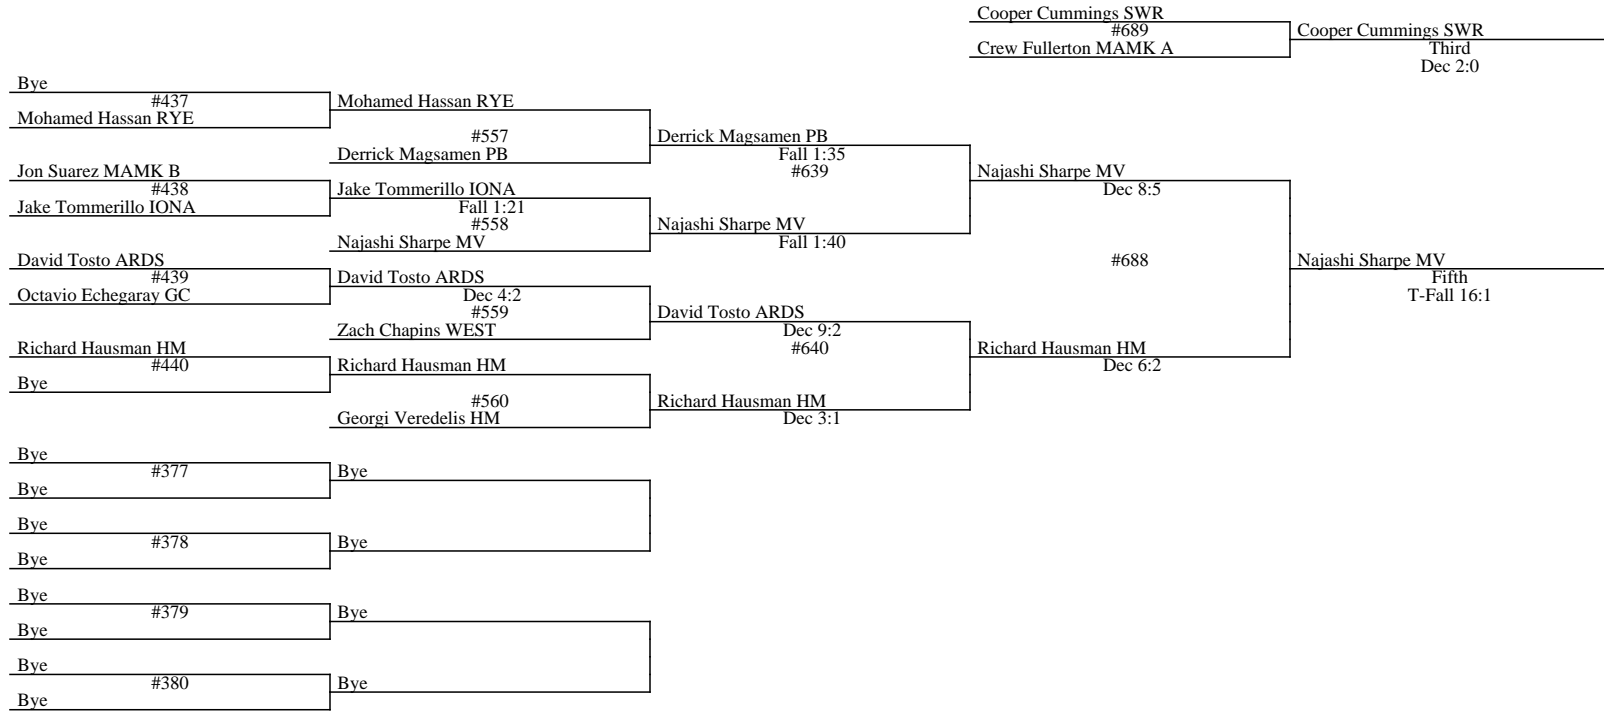 Cooper Cummings SWR
#689
Crew Fullerton MAMK A
Cooper Cummings SWR
Third
Dec 2:0
Bye
#437
Mohamed Hassan RYE
Mohamed Hassan RYE
#557
Derrick Magsamen PB
Derrick Magsamen PB
Fall 1:35
#639
Jon Suarez MAMK B
#438
Jake Tommerillo IONA
Jake Tommerillo IONA
Fall 1:21
#558
Najashi Sharpe MV
Najashi Sharpe MV
Fall 1:40
Najashi Sharpe MV
Dec 8:5
#688
Najashi Sharpe MV
Fifth
T-Fall 16:1
David Tosto ARDS
#439
Octavio Echegaray GC
David Tosto ARDS
Dec 4:2
#559
Zach Chapins WEST
David Tosto ARDS
Dec 9:2
#640
Richard Hausman HM
Dec 6:2
Richard Hausman HM
#440
Bye
Richard Hausman HM
#560
Georgi Veredelis HM
Richard Hausman HM
Dec 3:1
Bye
#377
Bye
Bye
Bye
#378
Bye
Bye
Bye
#379
Bye
Bye
Bye
#380
Bye
Bye